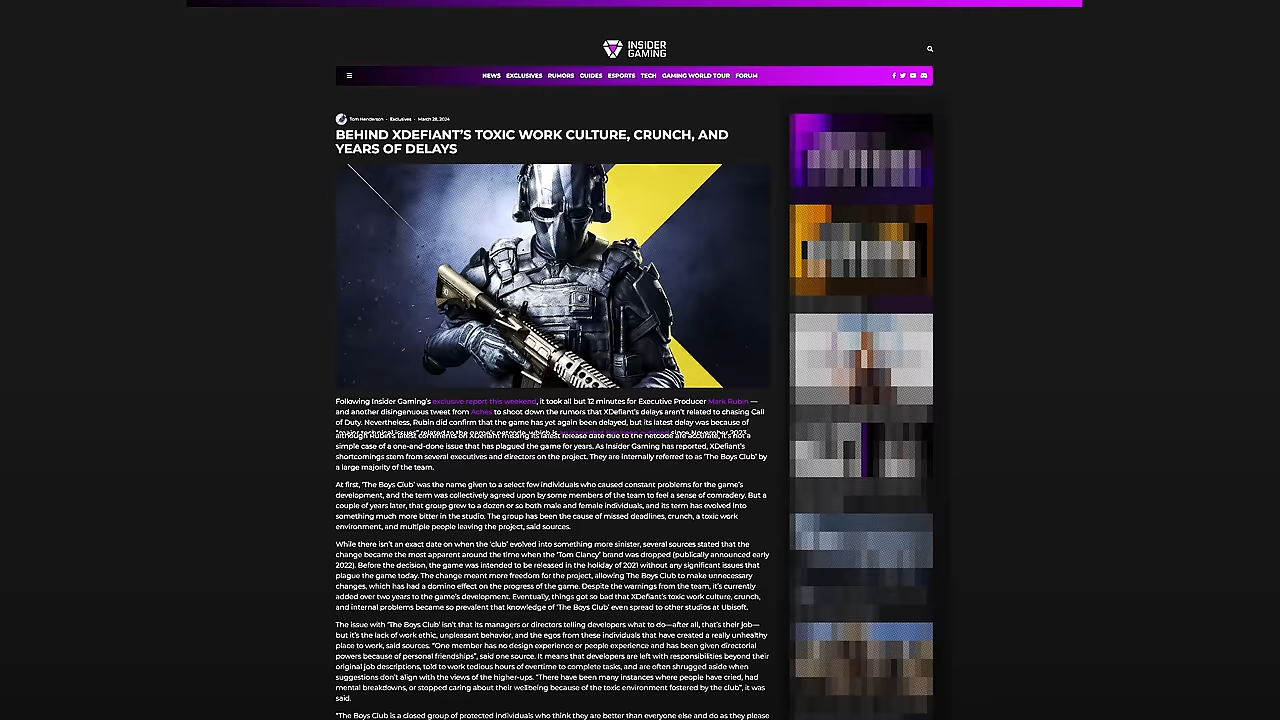 INSIDER
GAMING
NEWS EXCLUSIVES RUMORS GUIDES ESPORTS TECH GAMING WORLD TOUR FORUM
Tom Henderson - Exclusives - March 28, 2024
BEHIND XDEFIANT'S TOXIC WORK CULTURE, CRUNCH, AND
YEARS OF DELAYS
Following Insider Gaming's exclusive report this weekend, it took all but 12 minutes for Executive Producer Mark Rubin —
and another disingenuous tweet from Aches to shoot down the rumors that XDefiant's delays aren't related to chasing Call
of Duty. Nevertheless, Rubin did confirm that the game has yet again been delayed, but its latest delay was because of
although Rubin's latest comments on XDefiant missing its latest release date due to the netcode are accurate, it's not a
simple case of a one-and-done issue that has plagued the game for years. As Insider Gaming has reported, XDefiant's
shortcomings stem from several executives and directors on the project. They are internally referred to as 'The Boys Club' by
a large majority of the team.
At first, 'The Boys Club' was the name given to a select few individuals who caused constant problems for the game's
development, and the term was collectively agreed upon by some members of the team to feel a sense of comradery. But a
couple of years later, that group grew to a dozen or so both male and female individuals, and its term has evolved into
something much more bitter in the studio. The group has been the cause of missed deadlines, crunch, a toxic work
environment, and multiple people leaving the project, said sources.
While there isn't an exact date on when the 'club' evolved into something more sinister, several sources stated that the
change became the most apparent around the time when the 'Tom Clancy' brand was dropped (publically announced early
2022). Before the decision, the game was intended to be released in the holiday of 2021 without any significant issues that
plague the game today. The change meant more freedom for the project, allowing The Boys Club to make unnecessary
changes, which has had a domino effect on the progress of the game. Despite the warnings from the team, it's currently
added over two years to the game's development. Eventually, things got so bad that XDefiant's toxic work culture, crunch,
and internal problems became so prevalent that knowledge of 'The Boys Club' even spread to other studios at Ubisoft.
The issue with 'The Boys Club' isn't that its managers or directors telling developers what to do—after all, that's their job—
but it's the lack of work ethic, unpleasant behavior, and the egos from these individuals that have created a really unhealthy
place to work, said sources. "One member has no design experience or people experience and has been given directorial
powers because of personal friendships", said one source. It means that developers are left with responsibilities beyond their
original job descriptions, told to work tedious hours of overtime to complete tasks, and are often shrugged aside when
suggestions don't align with the views of the higher-ups. "There have been many instances where people have cried, had
mental breakdowns, or stopped caring about their wellbeing because of the toxic environment fostered by the club", it was
said.
"The Boys Club is a closed group of protected individuals who think they are better than everyone else and do as they please